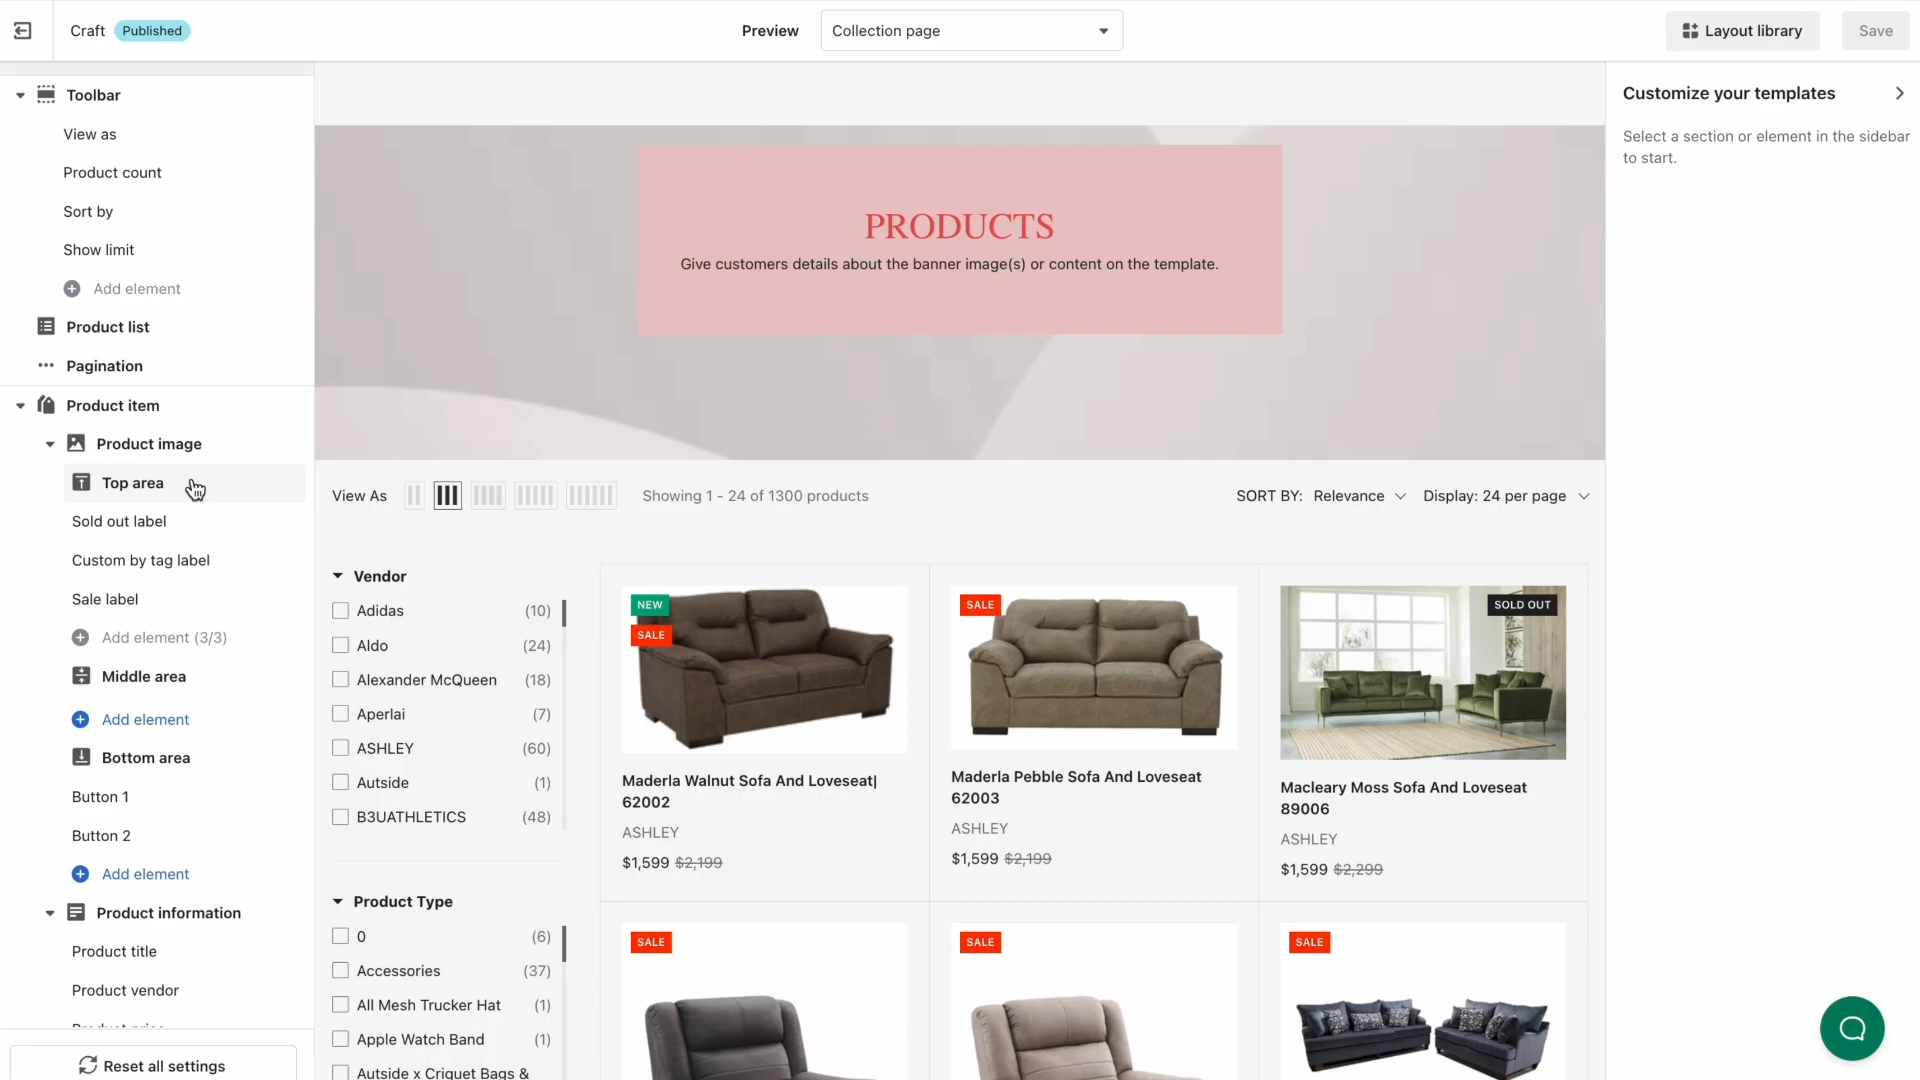 Craft Published
Preview
Collection page
Layout library
Save
Toolbar
View as
Product count
Sort by
Show limit
Add element
Product list
Pagination
Product item
Product image
Top area
Sold out label
Custom by tag label
Sale label
Add element (3/3)
Middle area
Add element
Bottom area
Button 1
Button 2
Add element
Product information
Product title
Product vendor
Reset all settings
PRODUCTS
Give customers details about the banner image(s) or content on the template.
View As
Showing 1 - 24 of 1300 products
SORT BY: Relevance
Display: 24 per page
Vendor
Adidas (10)
Aldo (24)
Alexander McQueen (18)
Aperlai (7)
ASHLEY (60)
Autside (1)
B3UATHLETICS (48)
Product Type
0 (6)
Accessories (37)
All Mesh Trucker Hat (1)
Apple Watch Band (1)
Autside x Criquet Bags &
NEW
SALE
Maderla Walnut Sofa And Loveseat|
62002
ASHLEY
$1,599 $2,199
SALE
Maderla Pebble Sofa And Loveseat
62003
ASHLEY
$1,599 $2,199
SOLD OUT
Macleary Moss Sofa And Loveseat
89006
ASHLEY
$1,599 $2,299
SALE
SALE
SALE
Customize your templates
Select a section or element in the sidebar
to start.